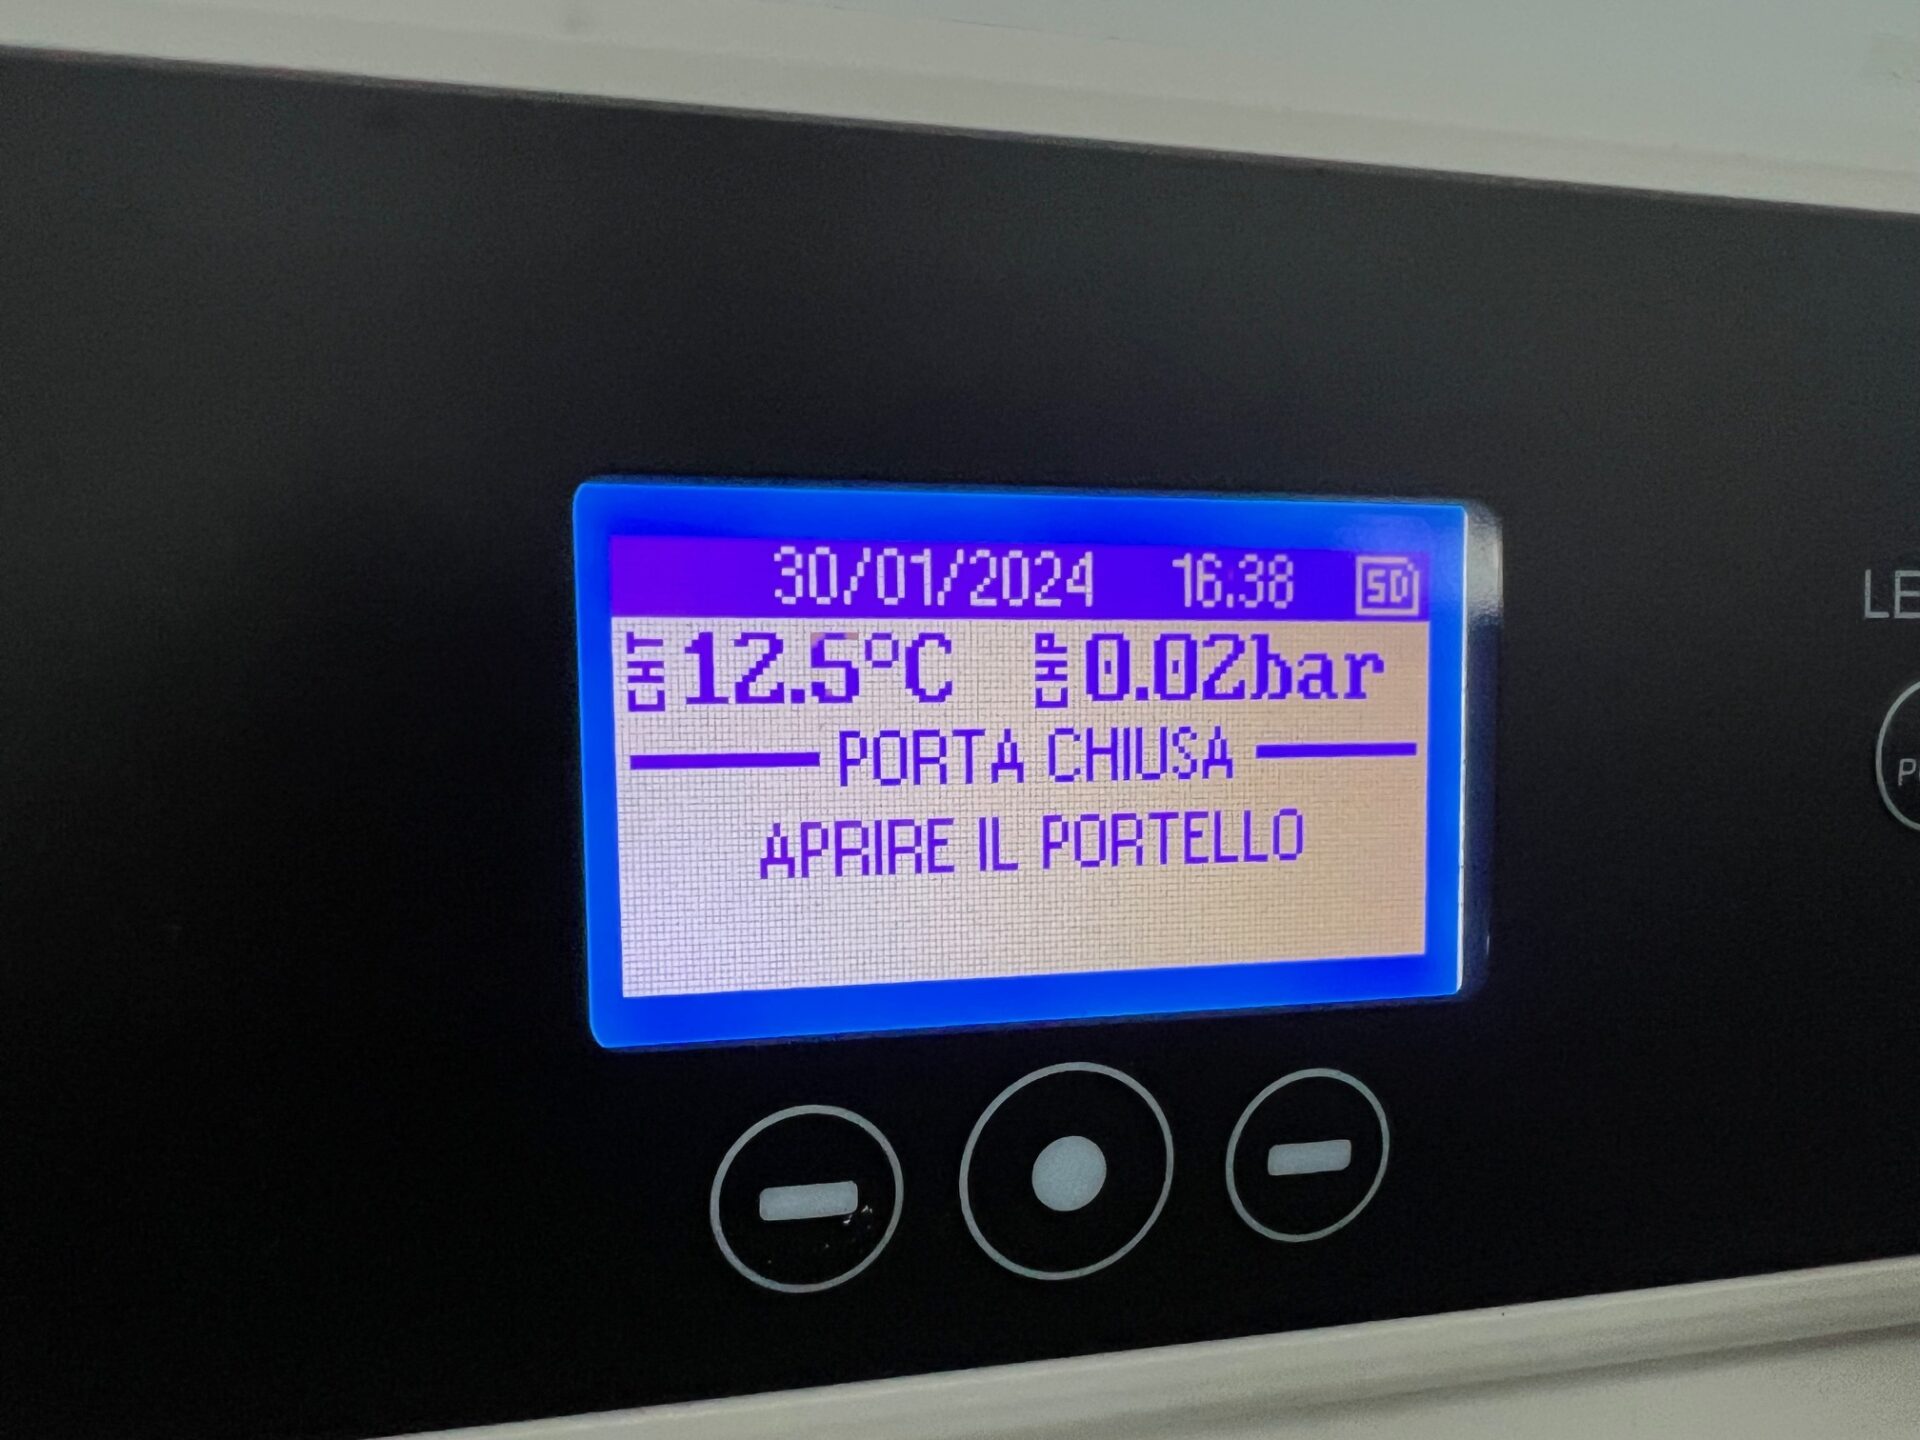 30/01/2024 16:38 SD
CHT 12.5°C CHP 0.02bar
PORTA CHIUSA
APRIRE IL PORTELLO